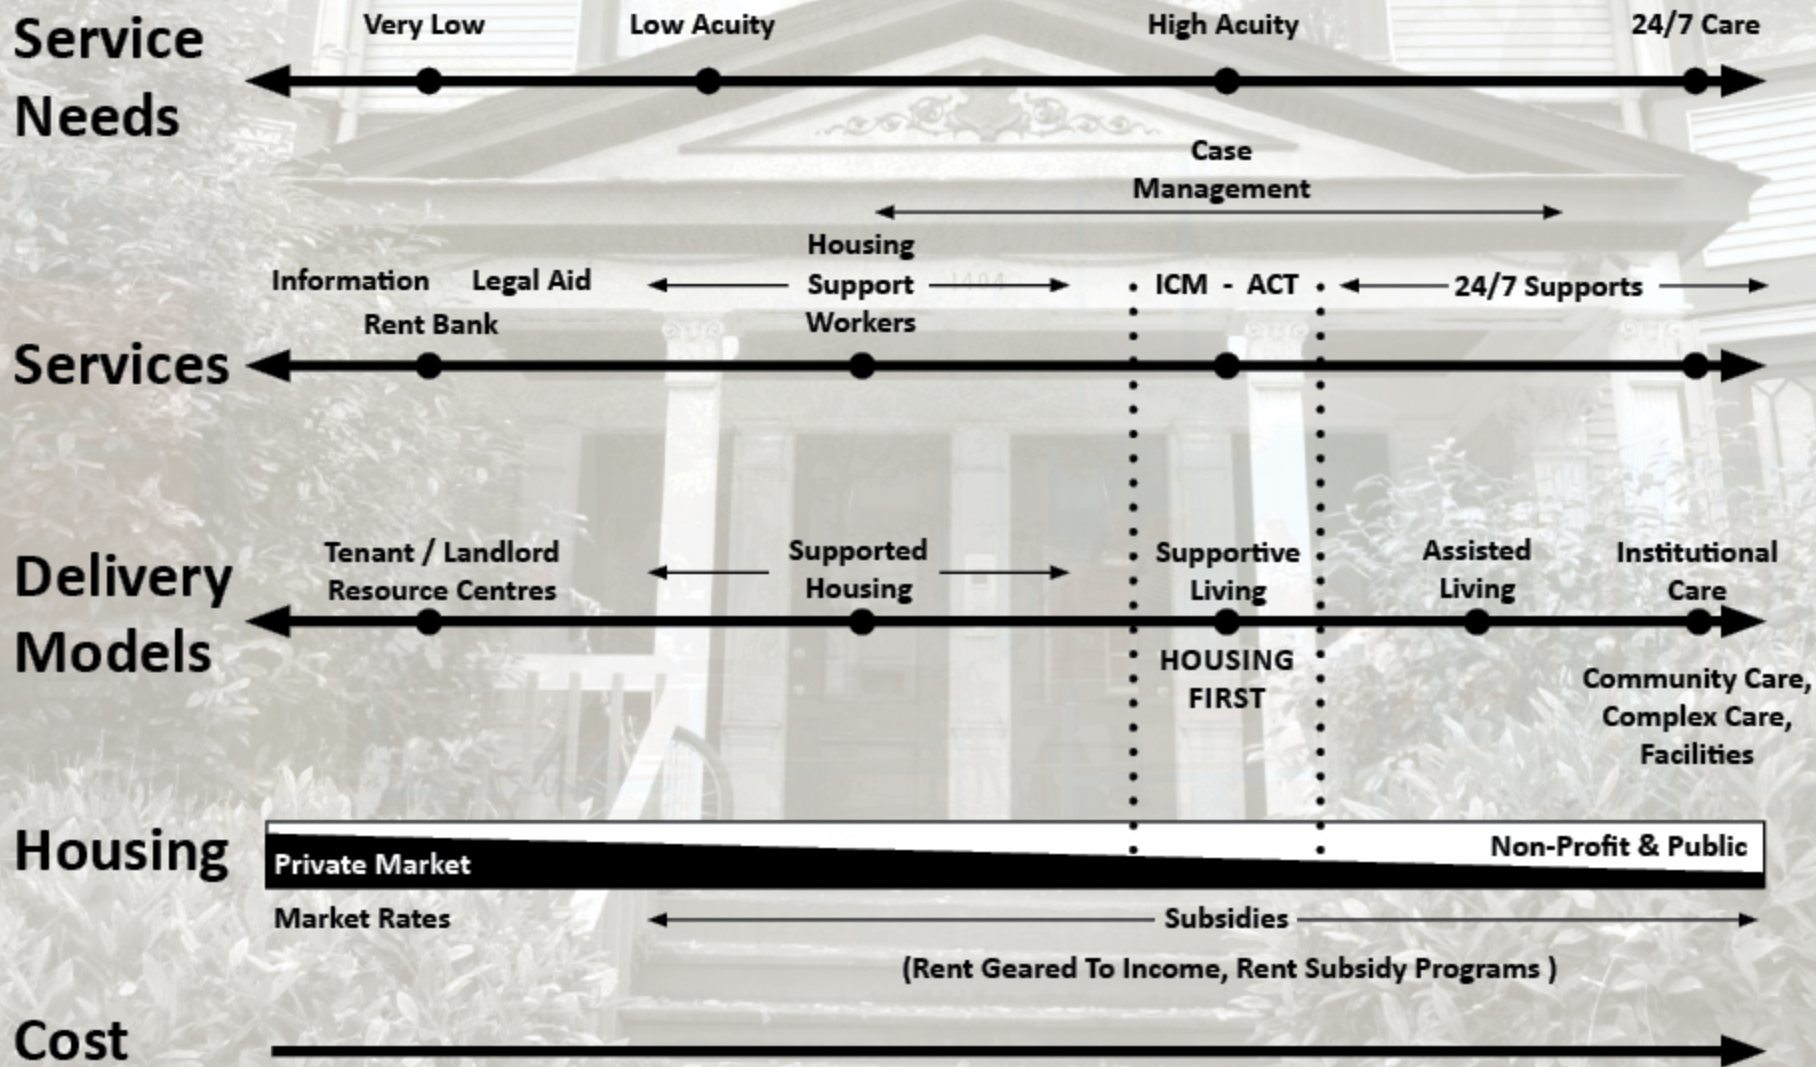 Service
Needs
Very Low
Low Acuity
High Acuity
24/7 Care
Case
Management
Services
Information
Legal Aid
Rent Bank
Housing
Support
Workers
ICM - ACT
24/7 Supports
Delivery
Models
Tenant / Landlord
Resource Centres
Supported
Housing
Supportive
Living
HOUSING
FIRST
Assisted
Living
Institutional
Care
Community Care,
Complex Care,
Facilities
Housing
Private Market
Non-Profit & Public
Market Rates
Subsidies
(Rent Geared To Income, Rent Subsidy Programs )
Cost